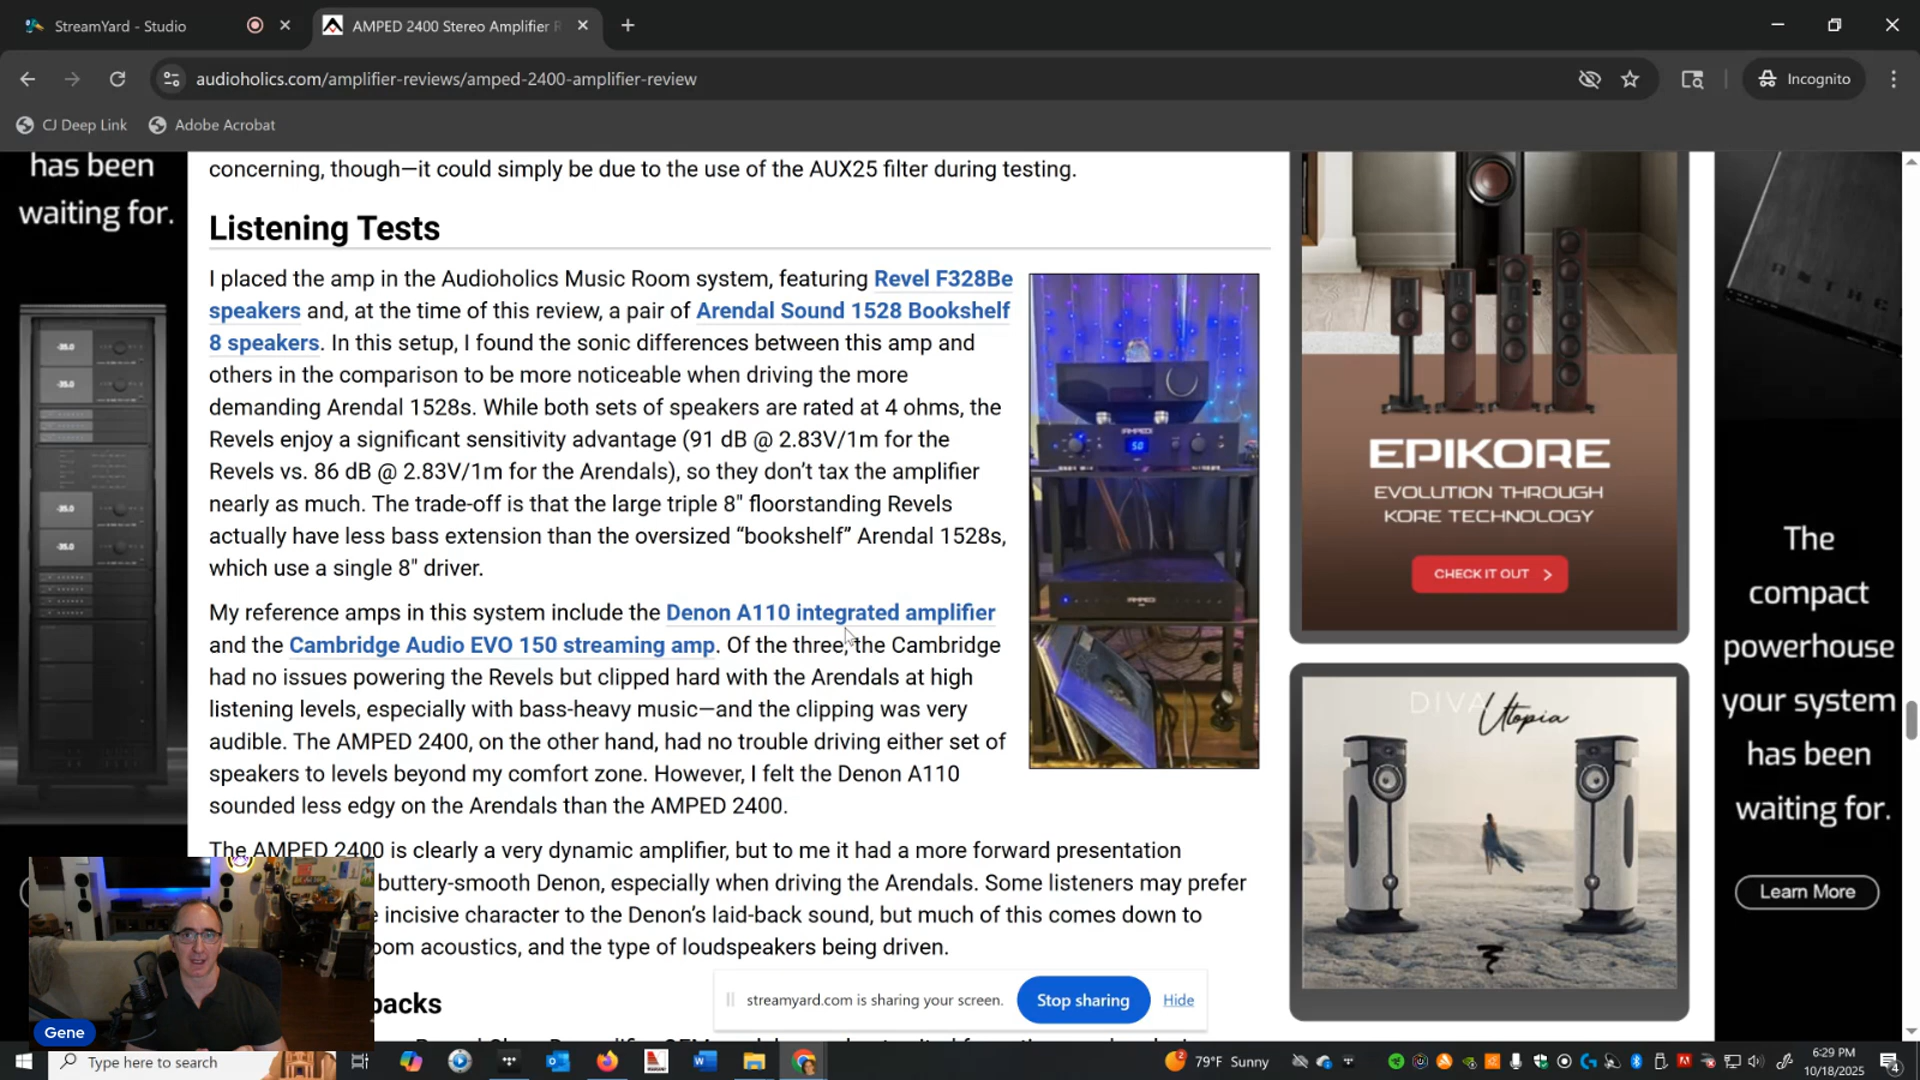 StreamYard - Studio
AMPED 2400 Stereo Amplifier R
audioholics.com/amplifier-reviews/amped-2400-amplifier-review
Incognito
CJ Deep Link
Adobe Acrobat
has been
waiting for.
concerning, though—it could simply be due to the use of the AUX25 filter during testing.
Listening Tests
I placed the amp in the Audioholics Music Room system, featuring Revel F328Be
speakers and, at the time of this review, a pair of Arendal Sound 1528 Bookshelf
8 speakers. In this setup, I found the sonic differences between this amp and
others in the comparison to be more noticeable when driving the more
demanding Arendal 1528s. While both sets of speakers are rated at 4 ohms, the
Revels enjoy a significant sensitivity advantage (91 dB @ 2.83V/1m for the
Revels vs. 86 dB @ 2.83V/1m for the Arendals), so they don’t tax the amplifier
nearly as much. The trade-off is that the large triple 8" floorstanding Revels
actually have less bass extension than the oversized “bookshelf” Arendal 1528s,
which use a single 8" driver.
My reference amps in this system include the Denon A110 integrated amplifier
and the Cambridge Audio EVO 150 streaming amp. Of the three, the Cambridge
had no issues powering the Revels but clipped hard with the Arendals at high
listening levels, especially with bass-heavy music—and the clipping was very
audible. The AMPED 2400, on the other hand, had no trouble driving either set of
speakers to levels beyond my comfort zone. However, I felt the Denon A110
sounded less edgy on the Arendals than the AMPED 2400.
The AMPED 2400 is clearly a very dynamic amplifier, but to me it had a more forward presentation
buttery-smooth Denon, especially when driving the Arendals. Some listeners may prefer
incisive character to the Denon’s laid-back sound, but much of this comes down to
acoustics, and the type of loudspeakers being driven.
AMPED
50
AMPED
-35.0
-35.0
-35.0
-35.0
EPIKORE
EVOLUTION THROUGH
KORE TECHNOLOGY
CHECK IT OUT >
DIVA Utopia
The
compact
powerhouse
your system
has been
waiting for.
Learn More
streamyard.com is sharing your screen.
Stop sharing
Hide
Gene
Type here to search
79°F Sunny
6:29 PM
10/18/2025
4